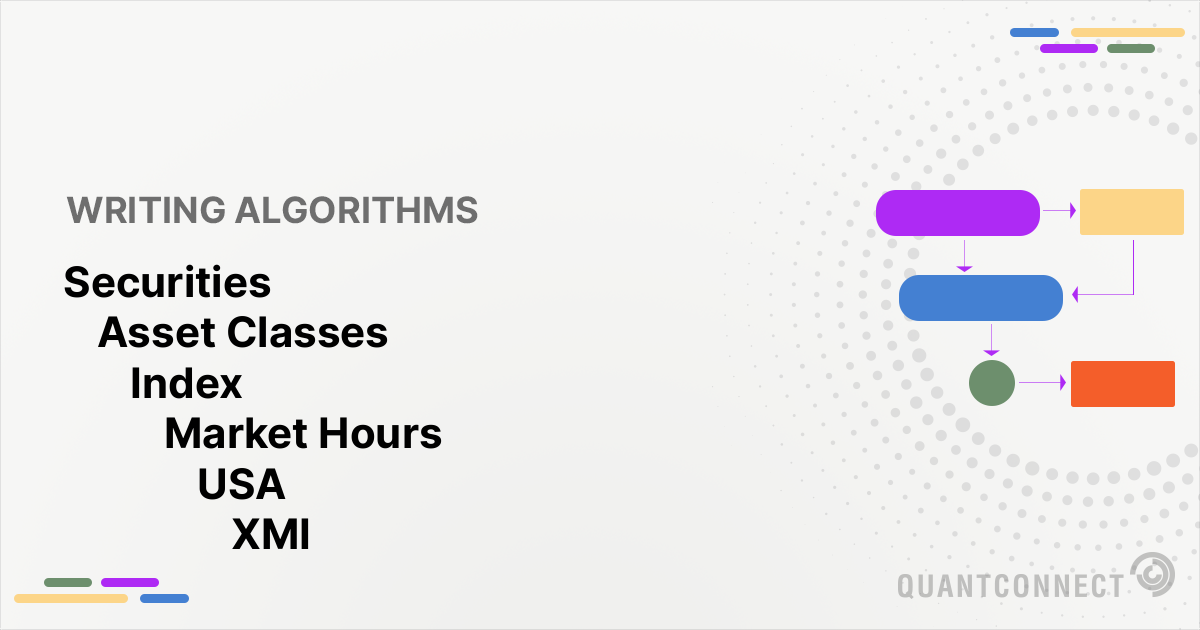 WRITING ALGORITHMS
Securities
Asset Classes
Index
Market Hours
USA
XMI
QUANTCONNECT